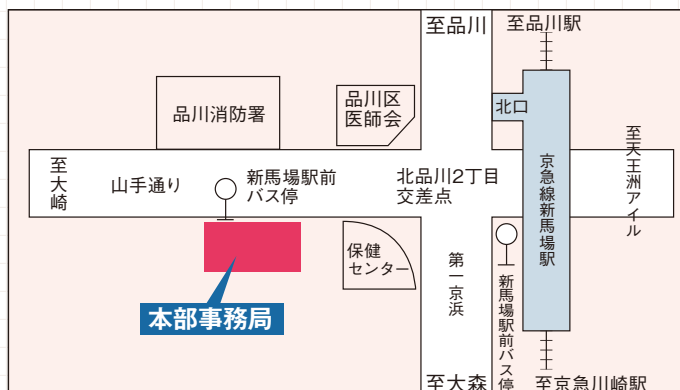 至品川
至品川駅
品川消防署
品川区
医師会
北口
至大崎
山手通り
新馬場駅前
バス停
北品川2丁目
交差点
京急線新馬場駅
至天王洲アイル
保健
センター
第一京浜
新馬場駅前バス停
本部事務局
至大森
至京急川崎駅